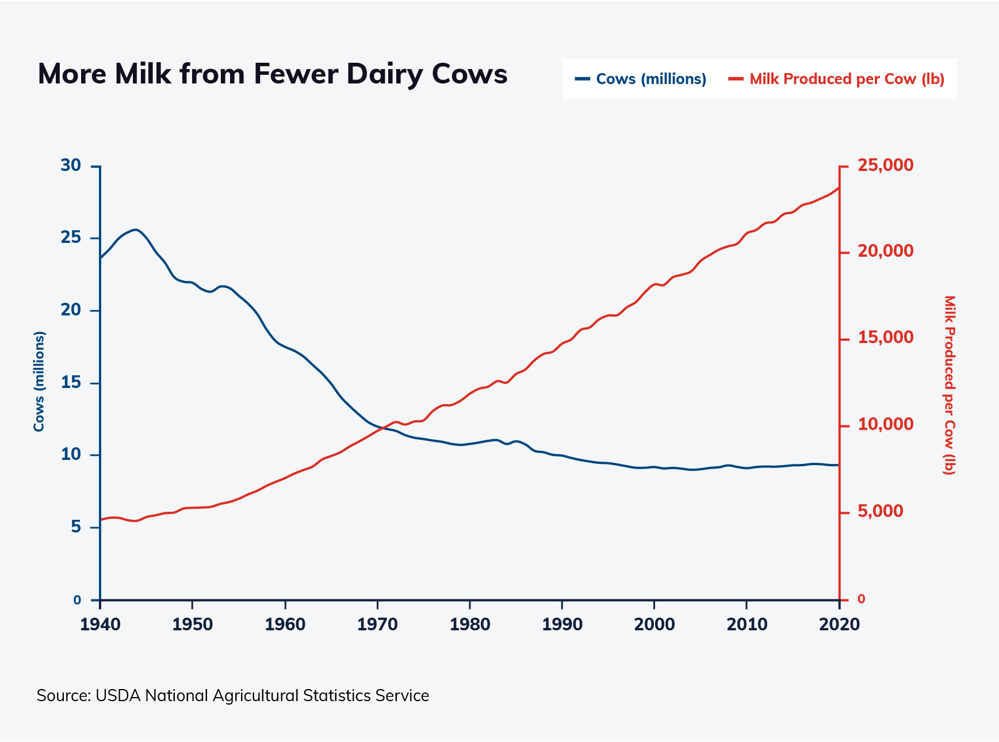 More Milk from Fewer Dairy Cows
Cows (millions)
Milk Produced per Cow (lb)
30
25
20
15
10
5
0
Cows (millions)
25,000
20,000
15,000
10,000
5,000
0
Milk Produced per Cow (lb)
1940 1950 1960 1970 1980 1990 2000 2010 2020
Source: USDA National Agricultural Statistics Service